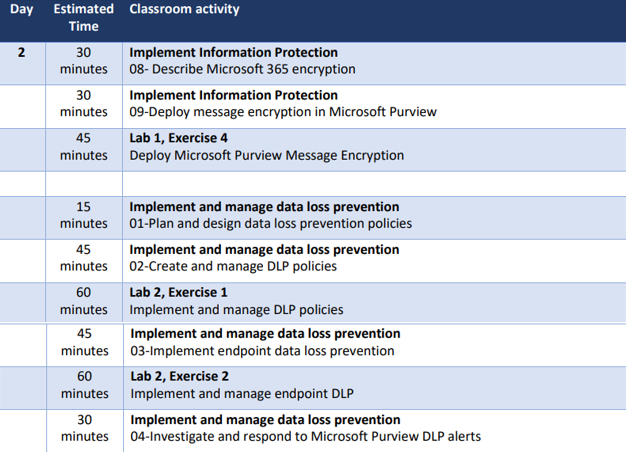 Day Estimated Classroom activity
Time
2 30 Implement Information Protection
minutes 08- Describe Microsoft 365 encryption
30 Implement Information Protection
minutes 09-Deploy message encryption in Microsoft Purview
45 Lab 1, Exercise 4
minutes Deploy Microsoft Purview Message Encryption
15 Implement and manage data loss prevention
minutes 01-Plan and design data loss prevention policies
45 Implement and manage data loss prevention
minutes 02-Create and manage DLP policies
60 Lab 2, Exercise 1
minutes Implement and manage DLP policies
45 Implement and manage data loss prevention
minutes 03-Implement endpoint data loss prevention
60 Lab 2, Exercise 2
minutes Implement and manage endpoint DLP
30 Implement and manage data loss prevention
minutes 04-Investigate and respond to Microsoft Purview DLP alerts